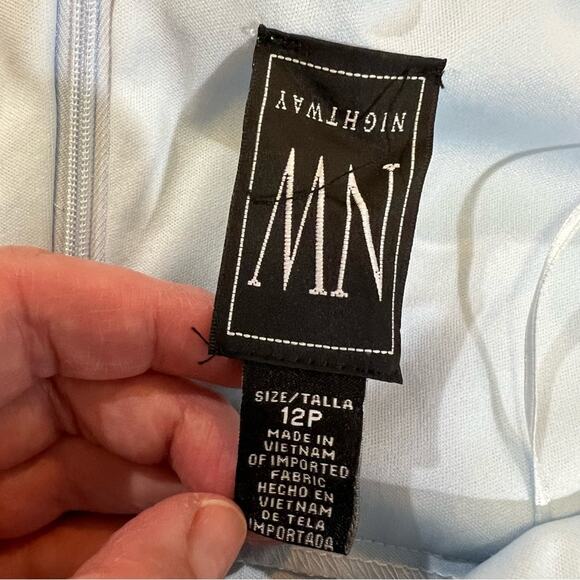 NW
NIGHTWAY
SIZE/TALLA
12P
MADE IN
VIETNAM
OF IMPORTED
FABRIC
HECHO EN
VIETNAM
DE TELA
IMPORTADA